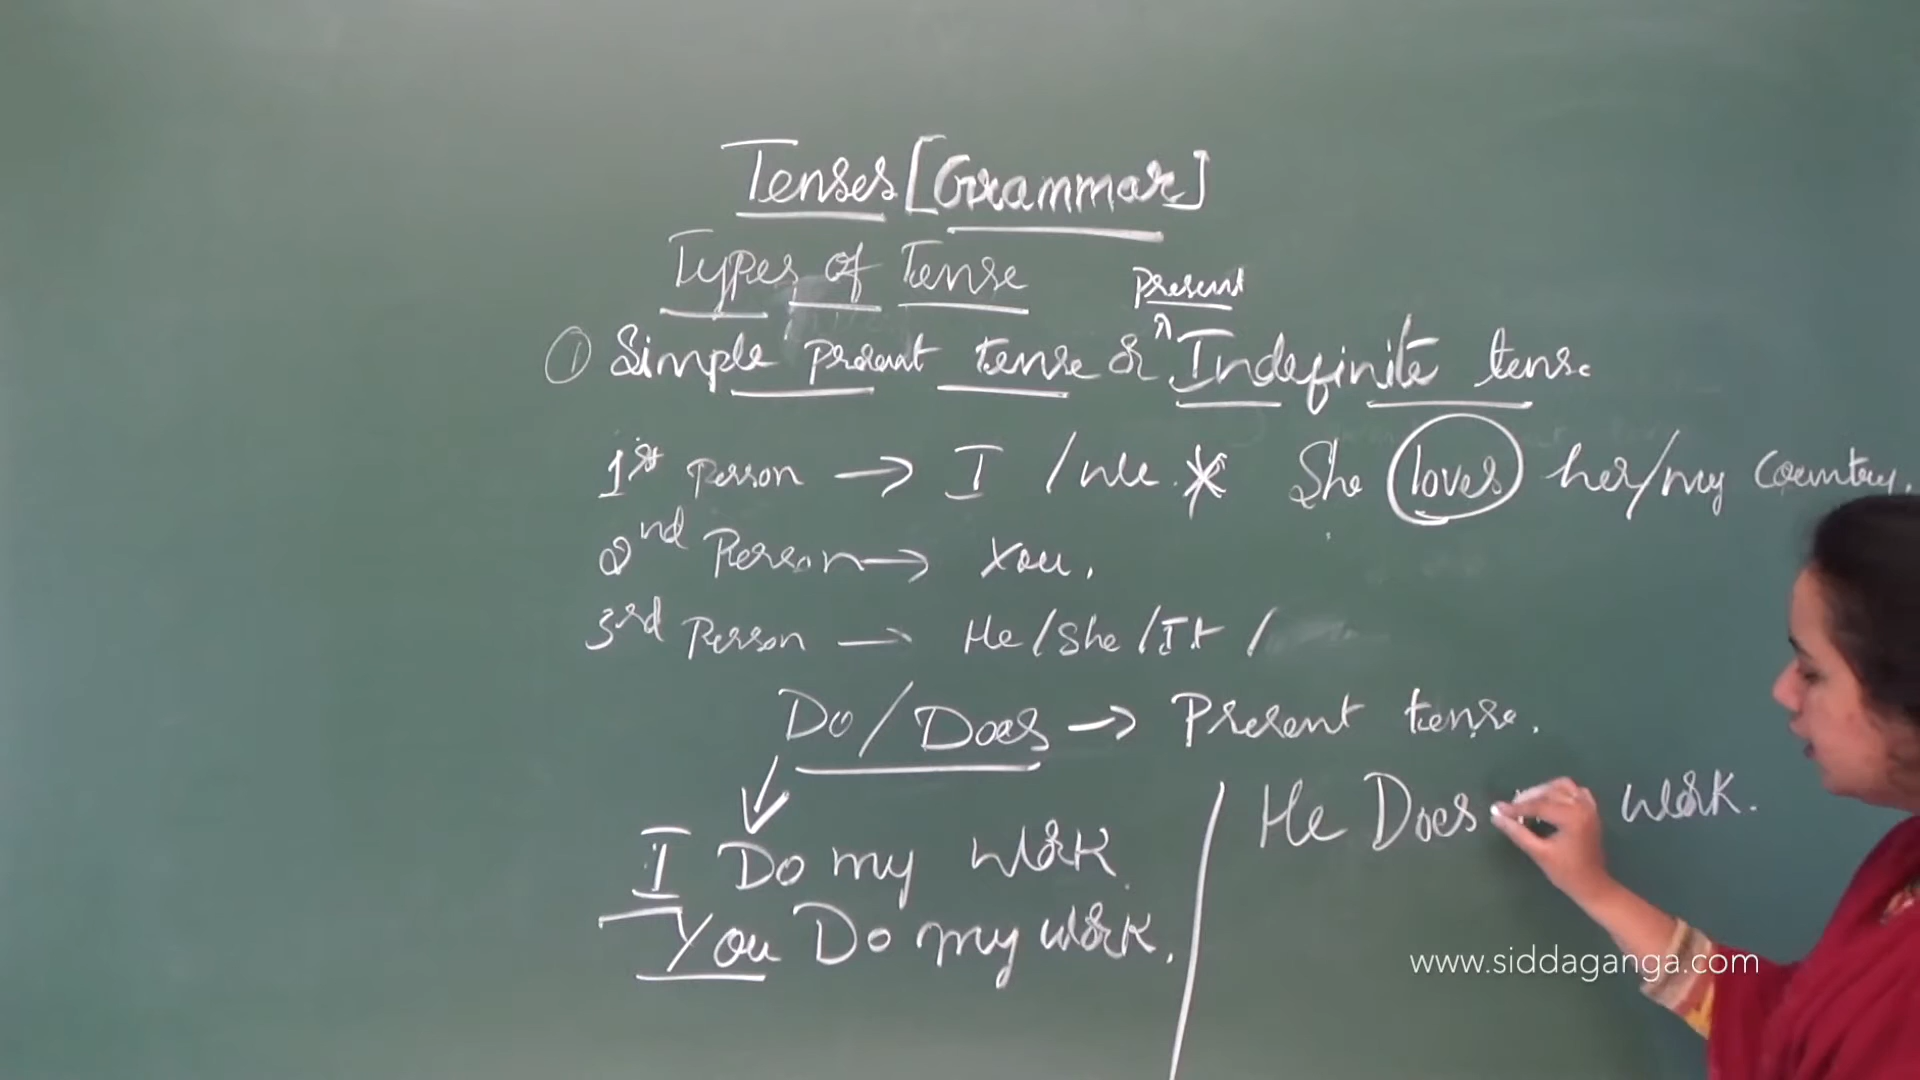 Tenses [Grammar]
Types of Tense
Present
① Simple present tense & ^ Indefinite tense
1st Person → I / we . * She loves her/my Country.
2nd Person → You.
3rd Person — He / She / It /
Do / Does → Present tense.
I Do my work
You Do my work.
He Does work.
www.siddaganga.com